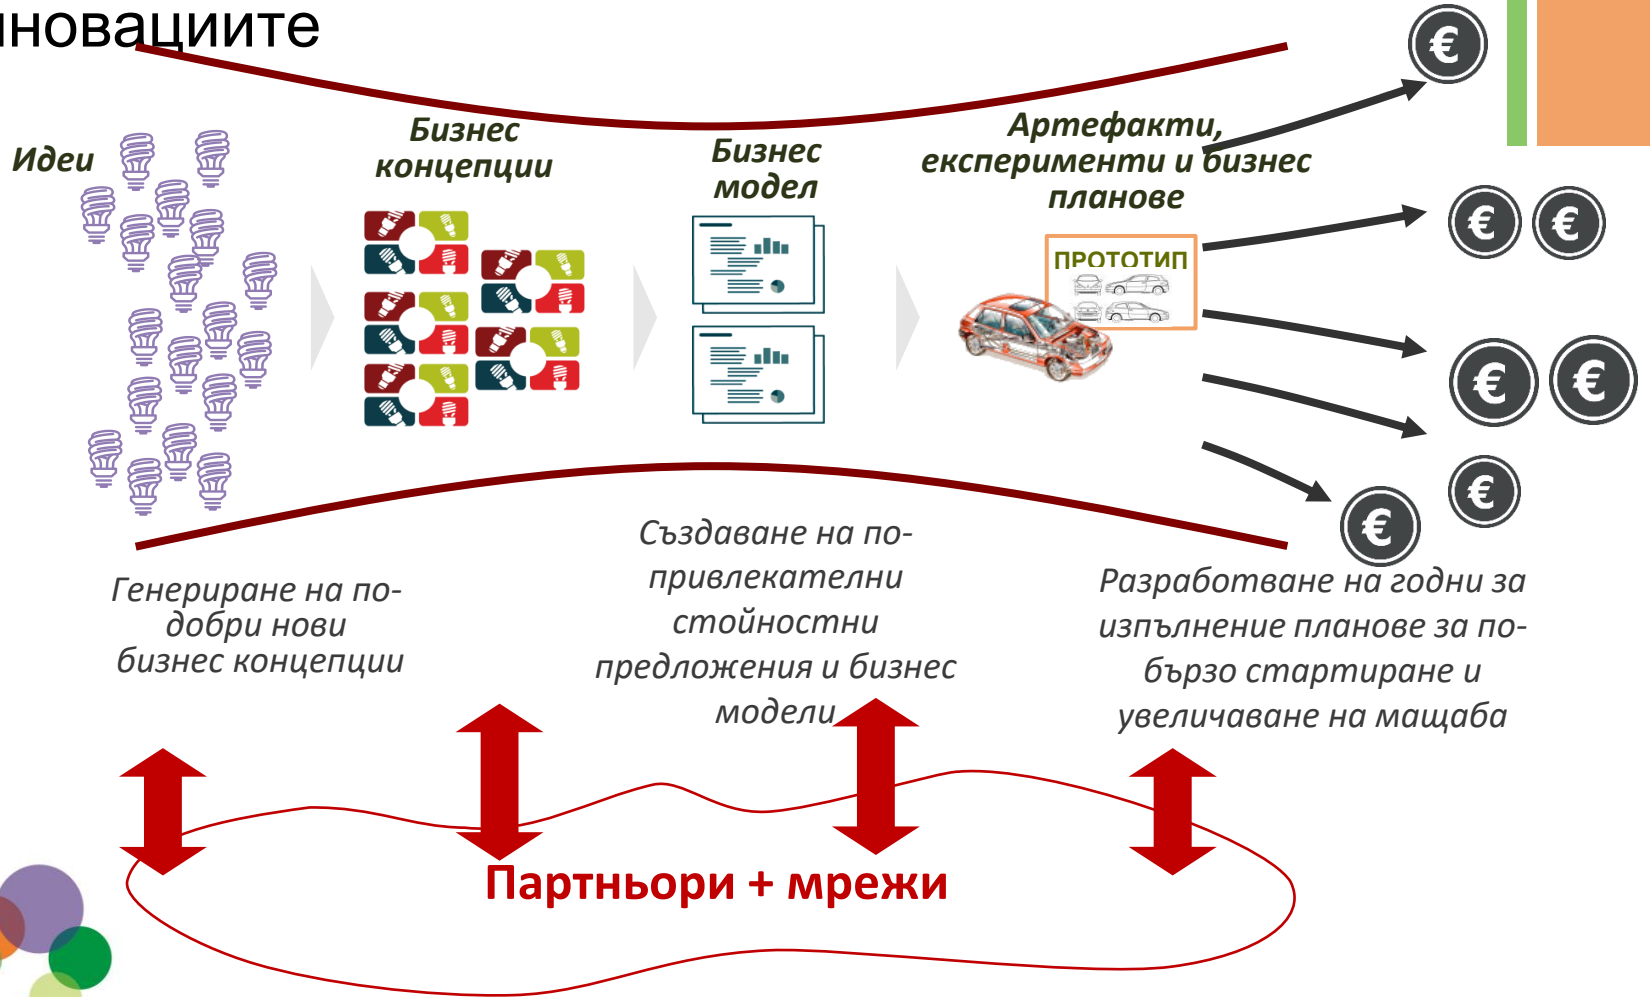 новациите
Идеи
Бизнес
концепции
Бизнес
модел
Артефакти,
експерименти и бизнес
планове
ПРОТОТИП
€
€ €
€ €
€
€
Генериране на по-
добри нови
бизнес концепции
Създаване на по-
привлекателни
стойностни
предложения и бизнес
модели
Разработване на годни за
изпълнение планове за по-
бързо стартиране и
увеличаване на мащаба
Партньори + мрежи